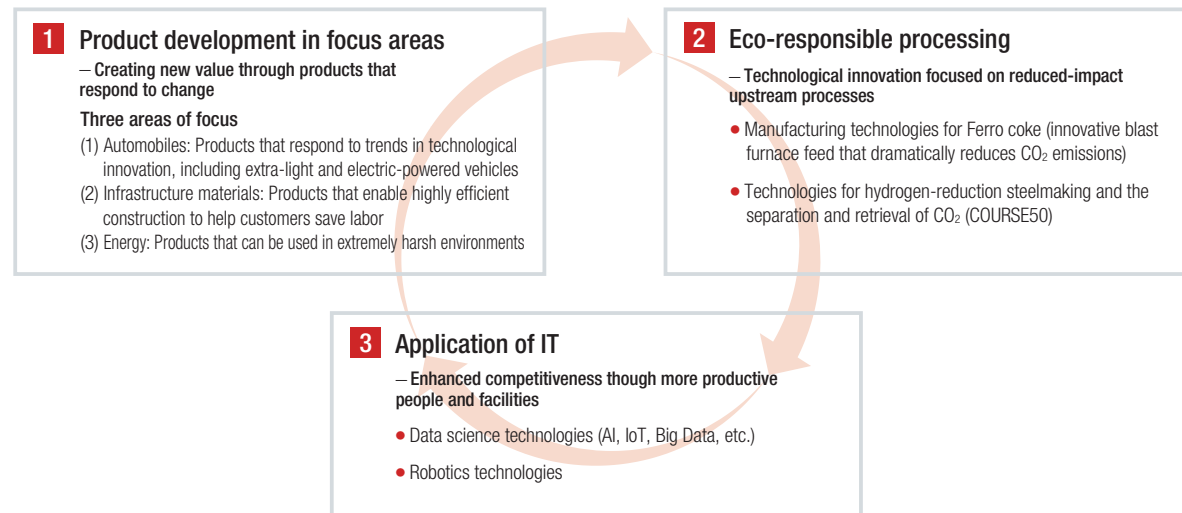 1 Product development in focus areas
— Creating new value through products that
respond to change
Three areas of focus
(1) Automobiles: Products that respond to trends in technological
innovation, including extra-light and electric-powered vehicles
(2) Infrastructure materials: Products that enable highly efficient
construction to help customers save labor
(3) Energy: Products that can be used in extremely harsh environments
2 Eco-responsible processing
— Technological innovation focused on reduced-impact
upstream processes
• Manufacturing technologies for Ferro coke (innovative blast
furnace feed that dramatically reduces CO₂ emissions)
• Technologies for hydrogen-reduction steelmaking and the
separation and retrieval of CO₂ (COURSE50)
3 Application of IT
— Enhanced competitiveness though more productive
people and facilities
• Data science technologies (AI, IoT, Big Data, etc.)
• Robotics technologies